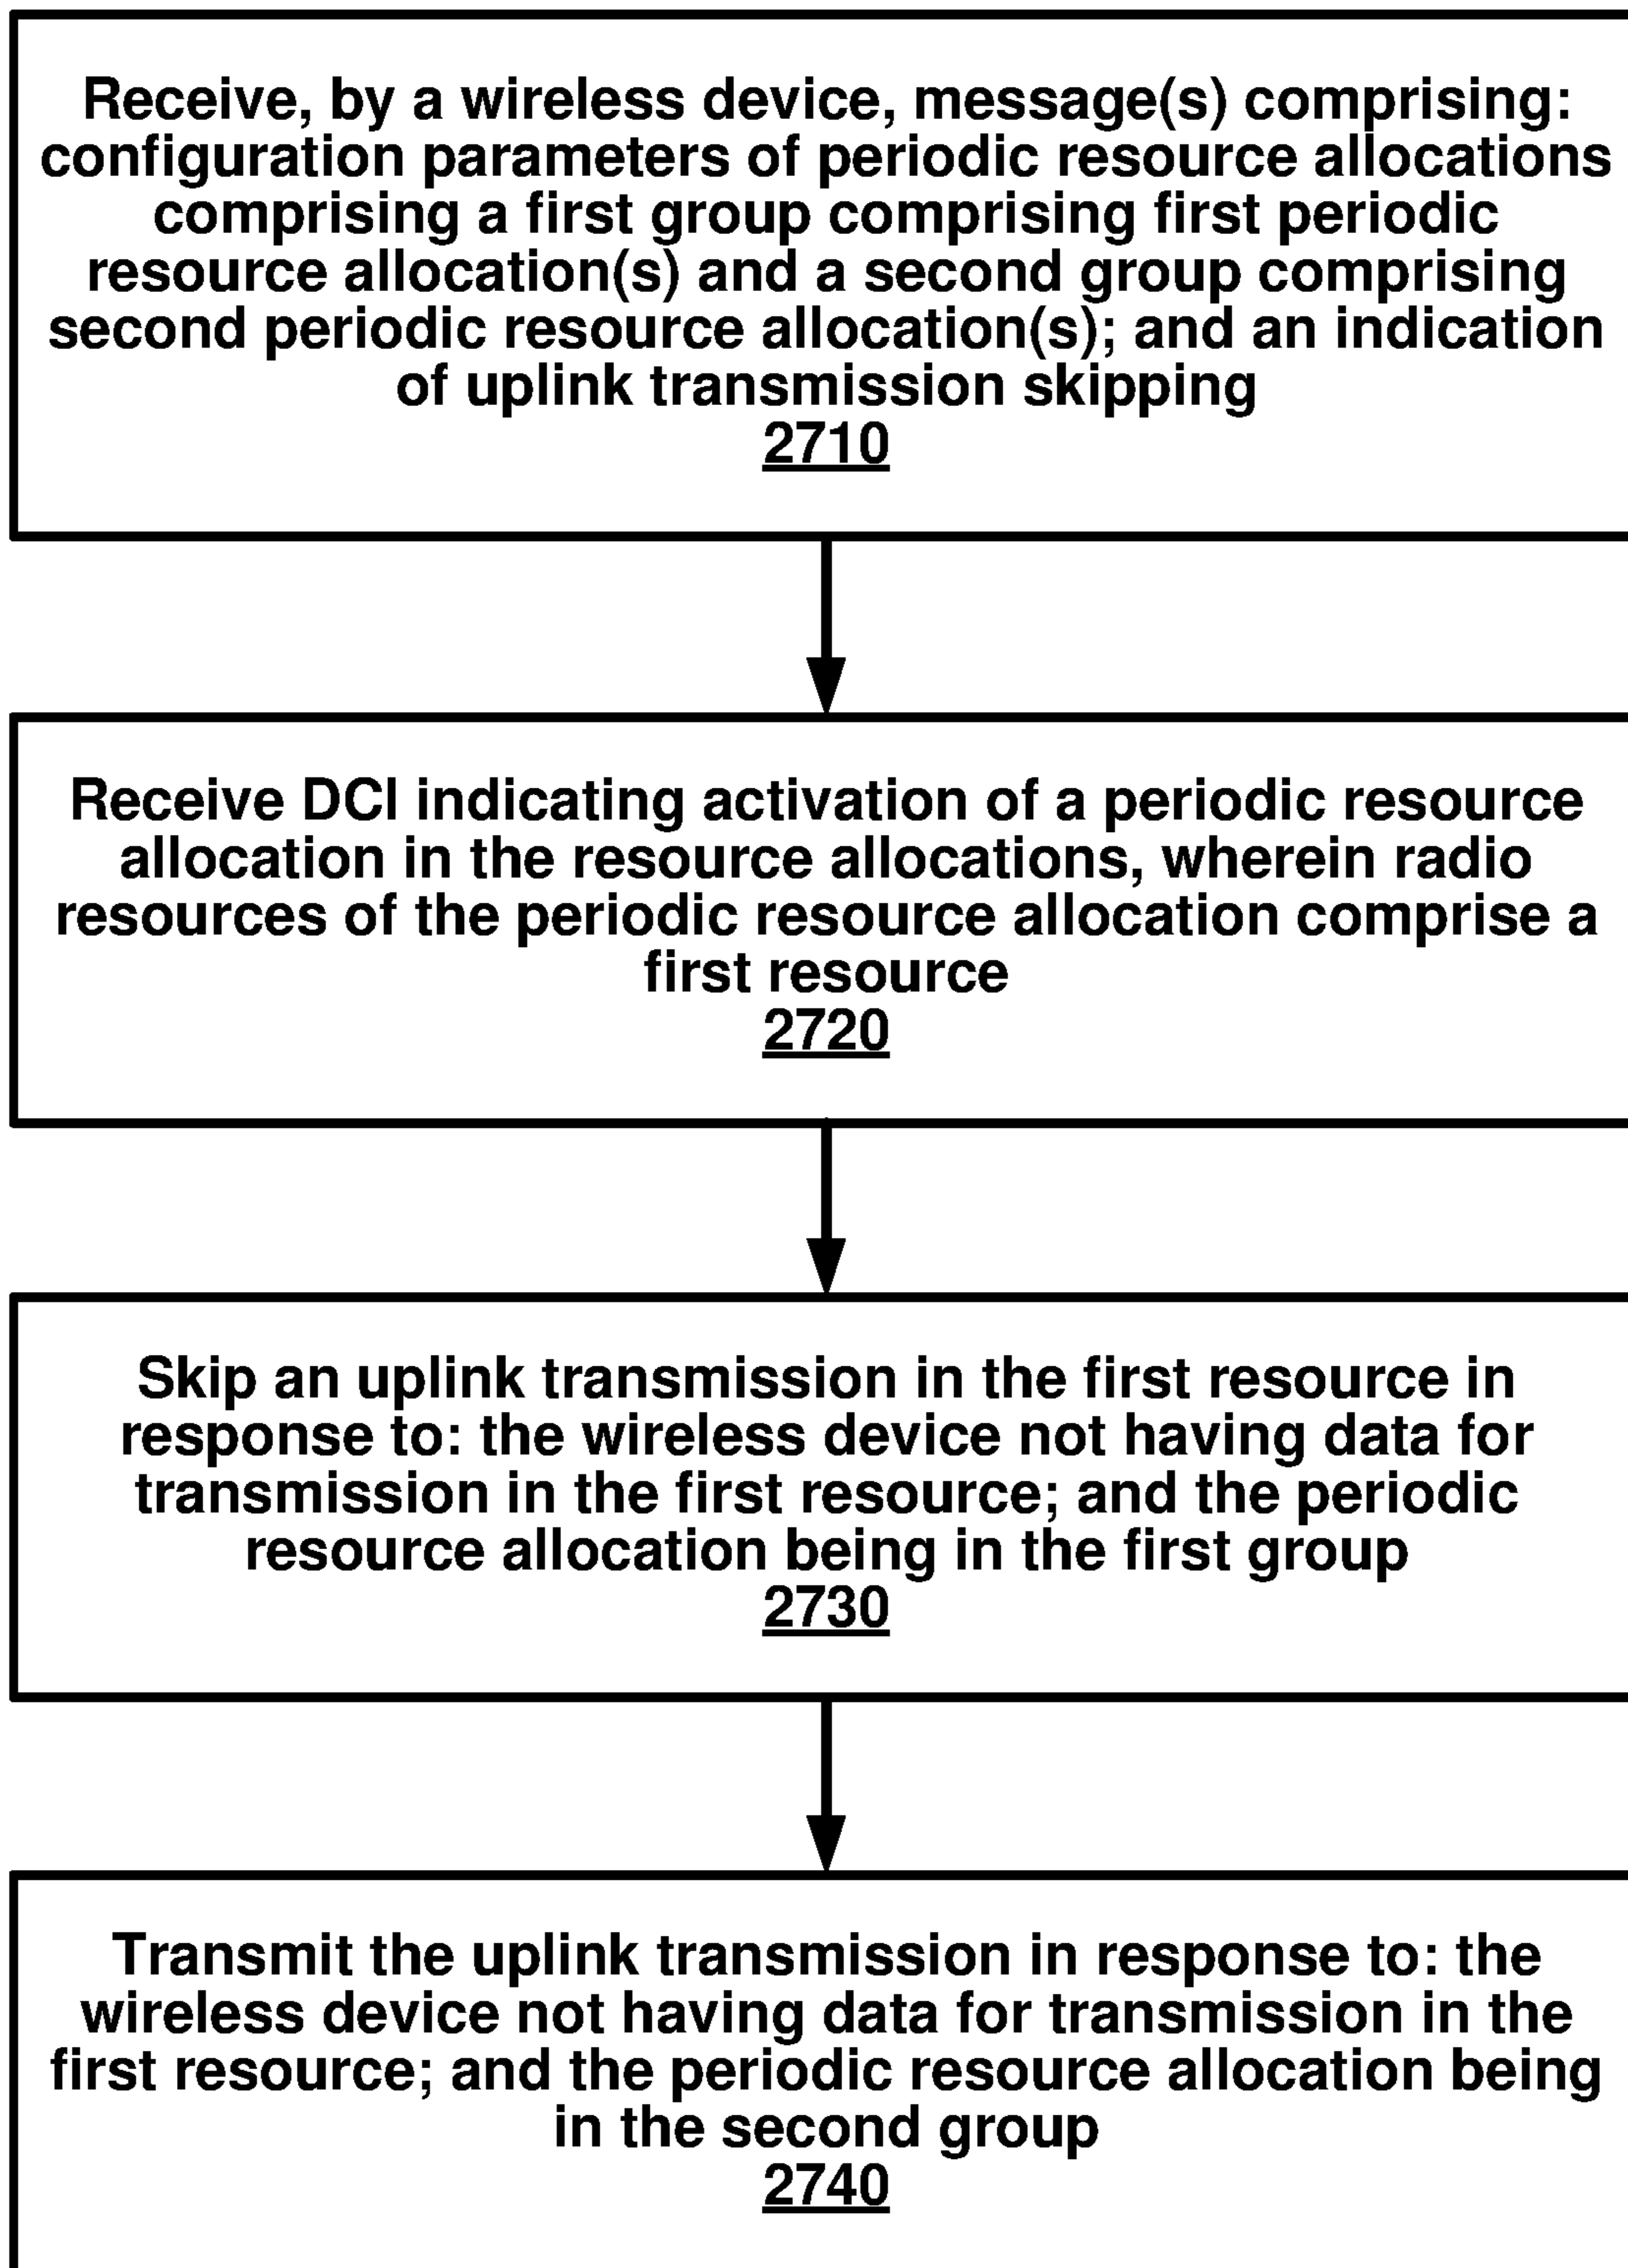 Receive, by a wireless device, message(s) comprising:
configuration parameters of periodic resource allocations
comprising a first group comprising first periodic
resource allocation(s) and a second group comprising
second periodic resource allocation(s); and an indication
of uplink transmission skipping
2710
Receive DCI indicating activation of a periodic resource
allocation in the resource allocations, wherein radio
resources of the periodic resource allocation comprise a
first resource
2720
Skip an uplink transmission in the first resource in
response to: the wireless device not having data for
transmission in the first resource; and the periodic
resource allocation being in the first group
2730
Transmit the uplink transmission in response to: the
wireless device not having data for transmission in the
first resource; and the periodic resource allocation being
in the second group
2740